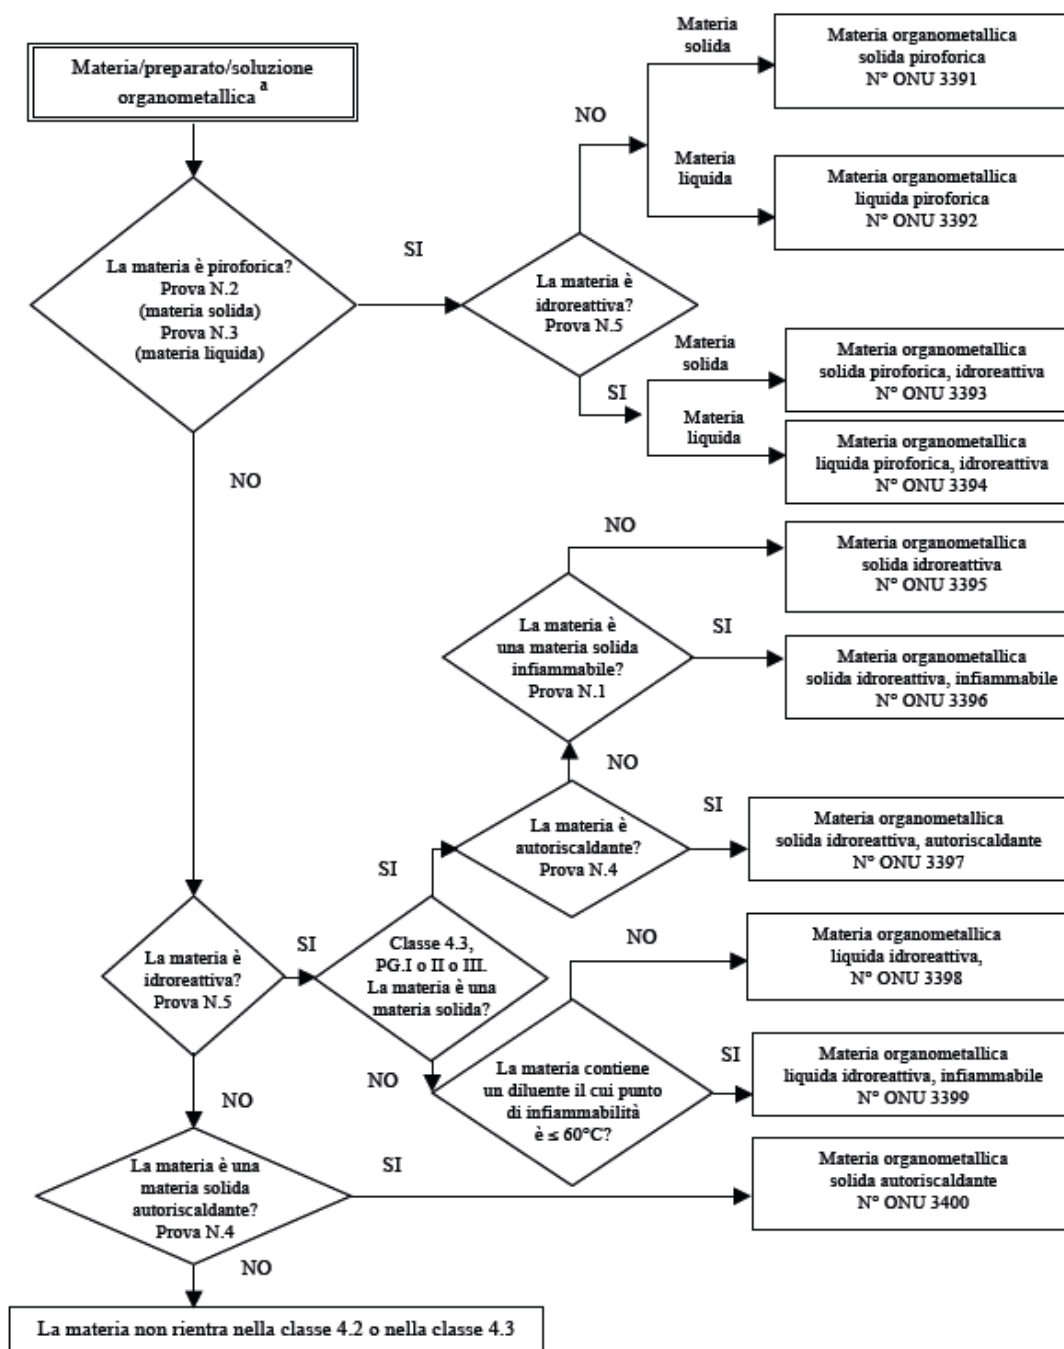 Materia/preparato/soluzione
organometallica a
Materia
solida
Materia organometallica
solida piroforica
N° ONU 3391
NO
Materia
liquida
Materia organometallica
liquida piroforica
N° ONU 3392
La materia è piroforica?
Prova N.2
(materia solida)
Prova N.3
(materia liquida)
SI
La materia è
idroreattiva?
Prova N.5
Materia
solida
Materia organometallica
solida piroforica, idroreattiva
N° ONU 3393
SI
Materia
liquida
Materia organometallica
liquida piroforica, idroreattiva
N° ONU 3394
NO
NO
Materia organometallica
solida idroreattiva
N° ONU 3395
La materia è
una materia solida
infiammabile?
Prova N.1
SI
Materia organometallica
solida idroreattiva, infiammabile
N° ONU 3396
NO
La materia è
autoriscaldante?
Prova N.4
SI
Materia organometallica
solida idroreattiva, autoriscaldante
N° ONU 3397
SI
La materia è
idroreattiva?
Prova N.5
SI
Classe 4.3,
PG.I o II o III.
La materia è una
materia solida?
NO
Materia organometallica
liquida idroreattiva,
N° ONU 3398
NO
La materia contiene
un diluente il cui punto
di infiammabilità
è ≤ 60°C?
SI
Materia organometallica
liquida idroreattiva, infiammabile
N° ONU 3399
NO
La materia è una
materia solida
autoriscaldante?
Prova N.4
SI
Materia organometallica
solida autoriscaldante
N° ONU 3400
NO
La materia non rientra nella classe 4.2 o nella classe 4.3